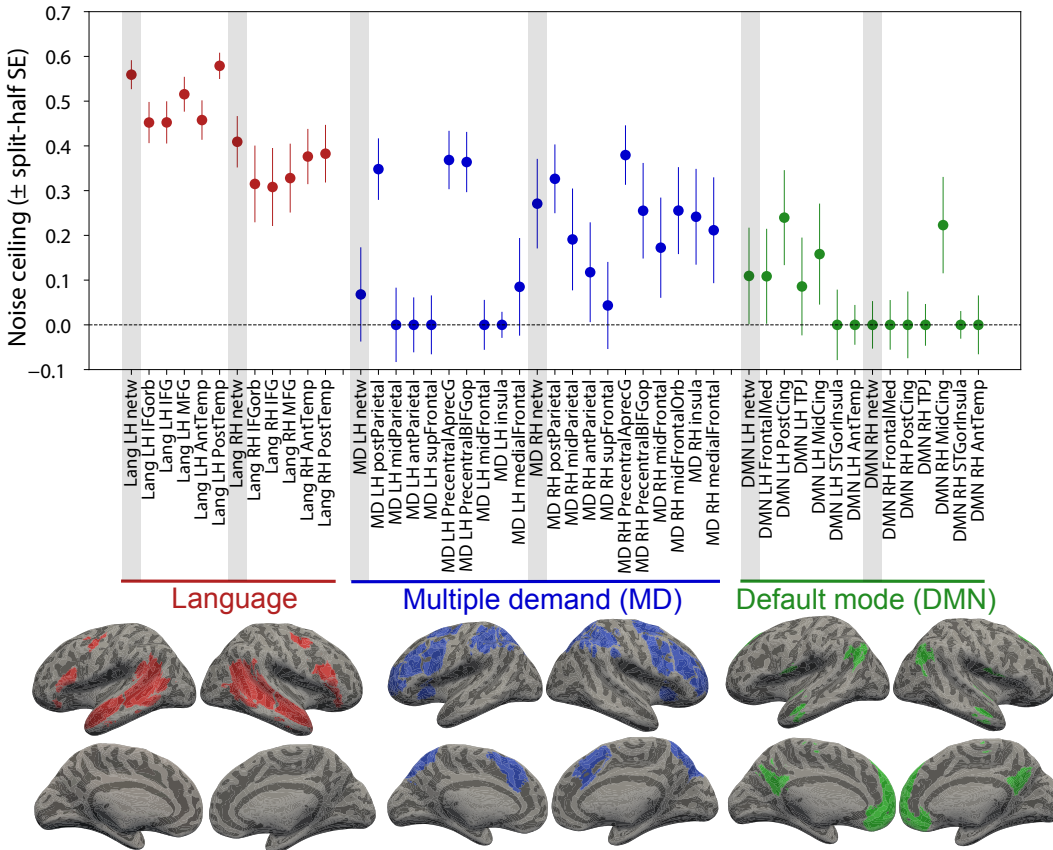 Noise ceiling (± split-half SE)
0.7
0.6
0.5
0.4
0.3
0.2
0.1
0.0
−0.1
Lang LH netw
Lang LH IFGorb
Lang LH IFG
Lang LH MFG
Lang LH AntTemp
Lang LH PostTemp
Lang RH netw
Lang RH IFGorb
Lang RH IFG
Lang RH MFG
Lang RH AntTemp
Lang RH PostTemp
MD LH netw
MD LH postParietal
MD LH midParietal
MD LH antParietal
MD LH supFrontal
MD LH PrecentralAprecG
MD LH PrecentralBIFGop
MD LH midFrontal
MD LH insula
MD LH medialFrontal
MD RH netw
MD RH postParietal
MD RH midParietal
MD RH antParietal
MD RH supFrontal
MD RH PrecentralAprecG
MD RH PrecentralBIFGop
MD RH midFrontal
MD RH midFrontalOrb
MD RH insula
MD RH medialFrontal
DMN LH netw
DMN LH FrontalMed
DMN LH PostCing
DMN LH TPJ
DMN LH MidCing
DMN LH STGorInsula
DMN LH AntTemp
DMN RH netw
DMN RH FrontalMed
DMN RH PostCing
DMN RH TPJ
DMN RH MidCing
DMN RH STGorInsula
DMN RH AntTemp
Language
Multiple demand (MD)
Default mode (DMN)